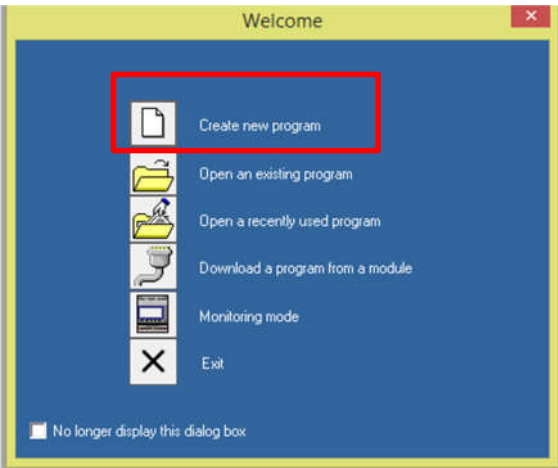 Welcome
Create new program
Open an existing program
Open a recently used program
Download a program from a module
Monitoring mode
Exit
No longer display this dialog box